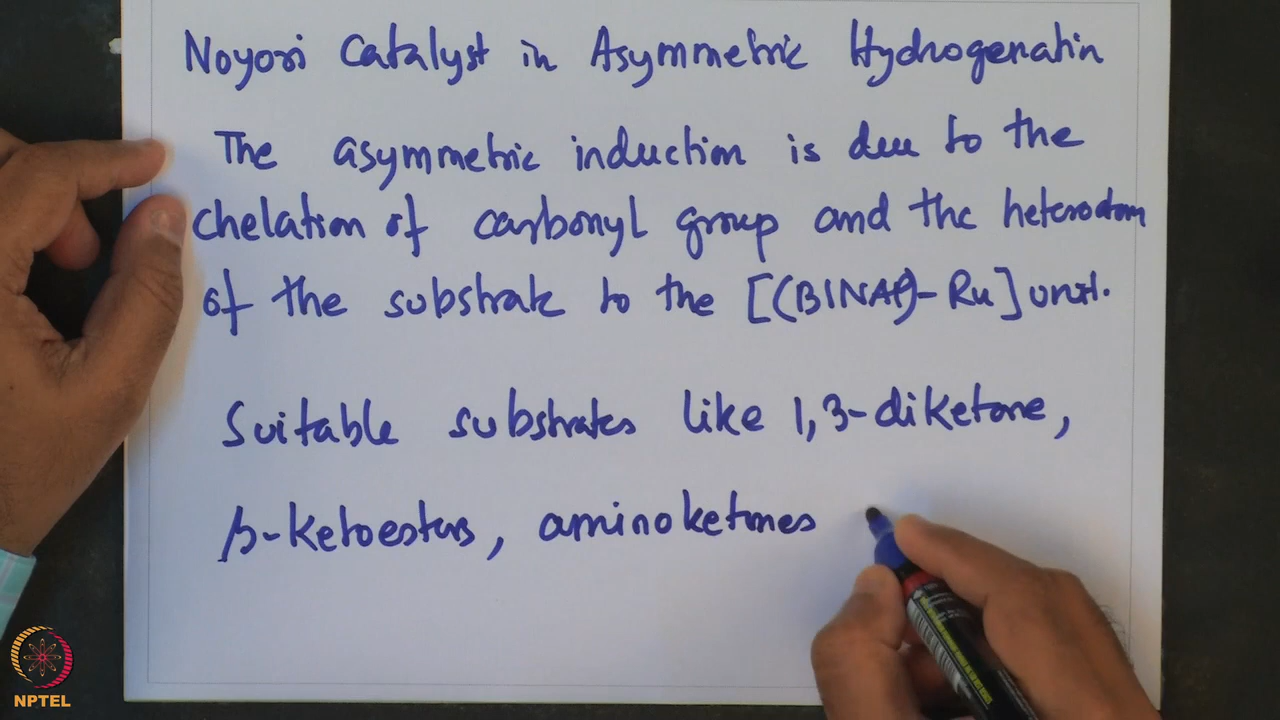 Noyori Catalyst in Asymmetric Hydrogenatin
The asymmetric induction is due to the
chelation of carbonyl group and the heteroatom
of the substrate to the [(BINAP)-Ru] unit.
Suitable substrates like 1,3-diketone,
β-ketoesters, aminoketones
NPTEL